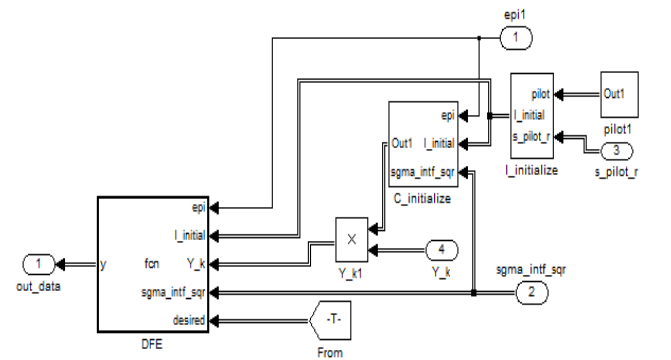 epi1
1
pilot
I_initial
s_pilot_r
I_initialize
Out1
pilot1
3
s_pilot_r
epi
I_initial
sgma_intf_sqr
Out1
C_initialize
X
Y_k1
4
Y_k
sgma_intf_sqr
2
epi
I_initial
Y_k
sgma_intf_sqr
desired
fcn
y
DFE
1
out_data
-T-
From